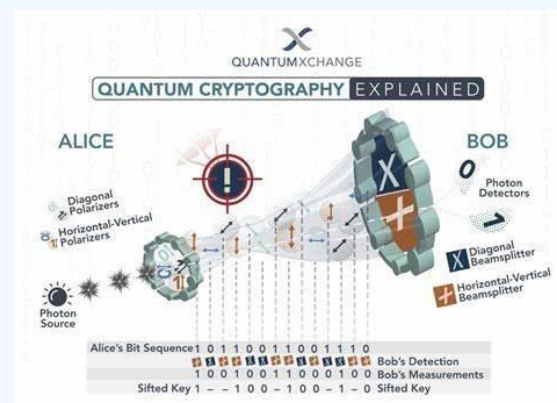 QUANTUMXCHANGE
QUANTUM CRYPTOGRAPHY EXPLAINED
ALICE
BOB
Diagonal
Polarizers
Horizontal-Vertical
Polarizers
Photon
Source
!
0
1
Photon
Detectors
Diagonal
Beamsplitter
Horizontal-Vertical
Beamsplitter
Alice's Bit Sequence 1 0 1 1 0 0 1 1 0 0 1 1 1 0
Bob's Detection
1 0 0 1 0 0 1 1 0 0 0 1 0 0 Bob's Measurements
Sifted Key 1 – – 1 0 0 – 1 0 0 – 1 – 0 Sifted Key